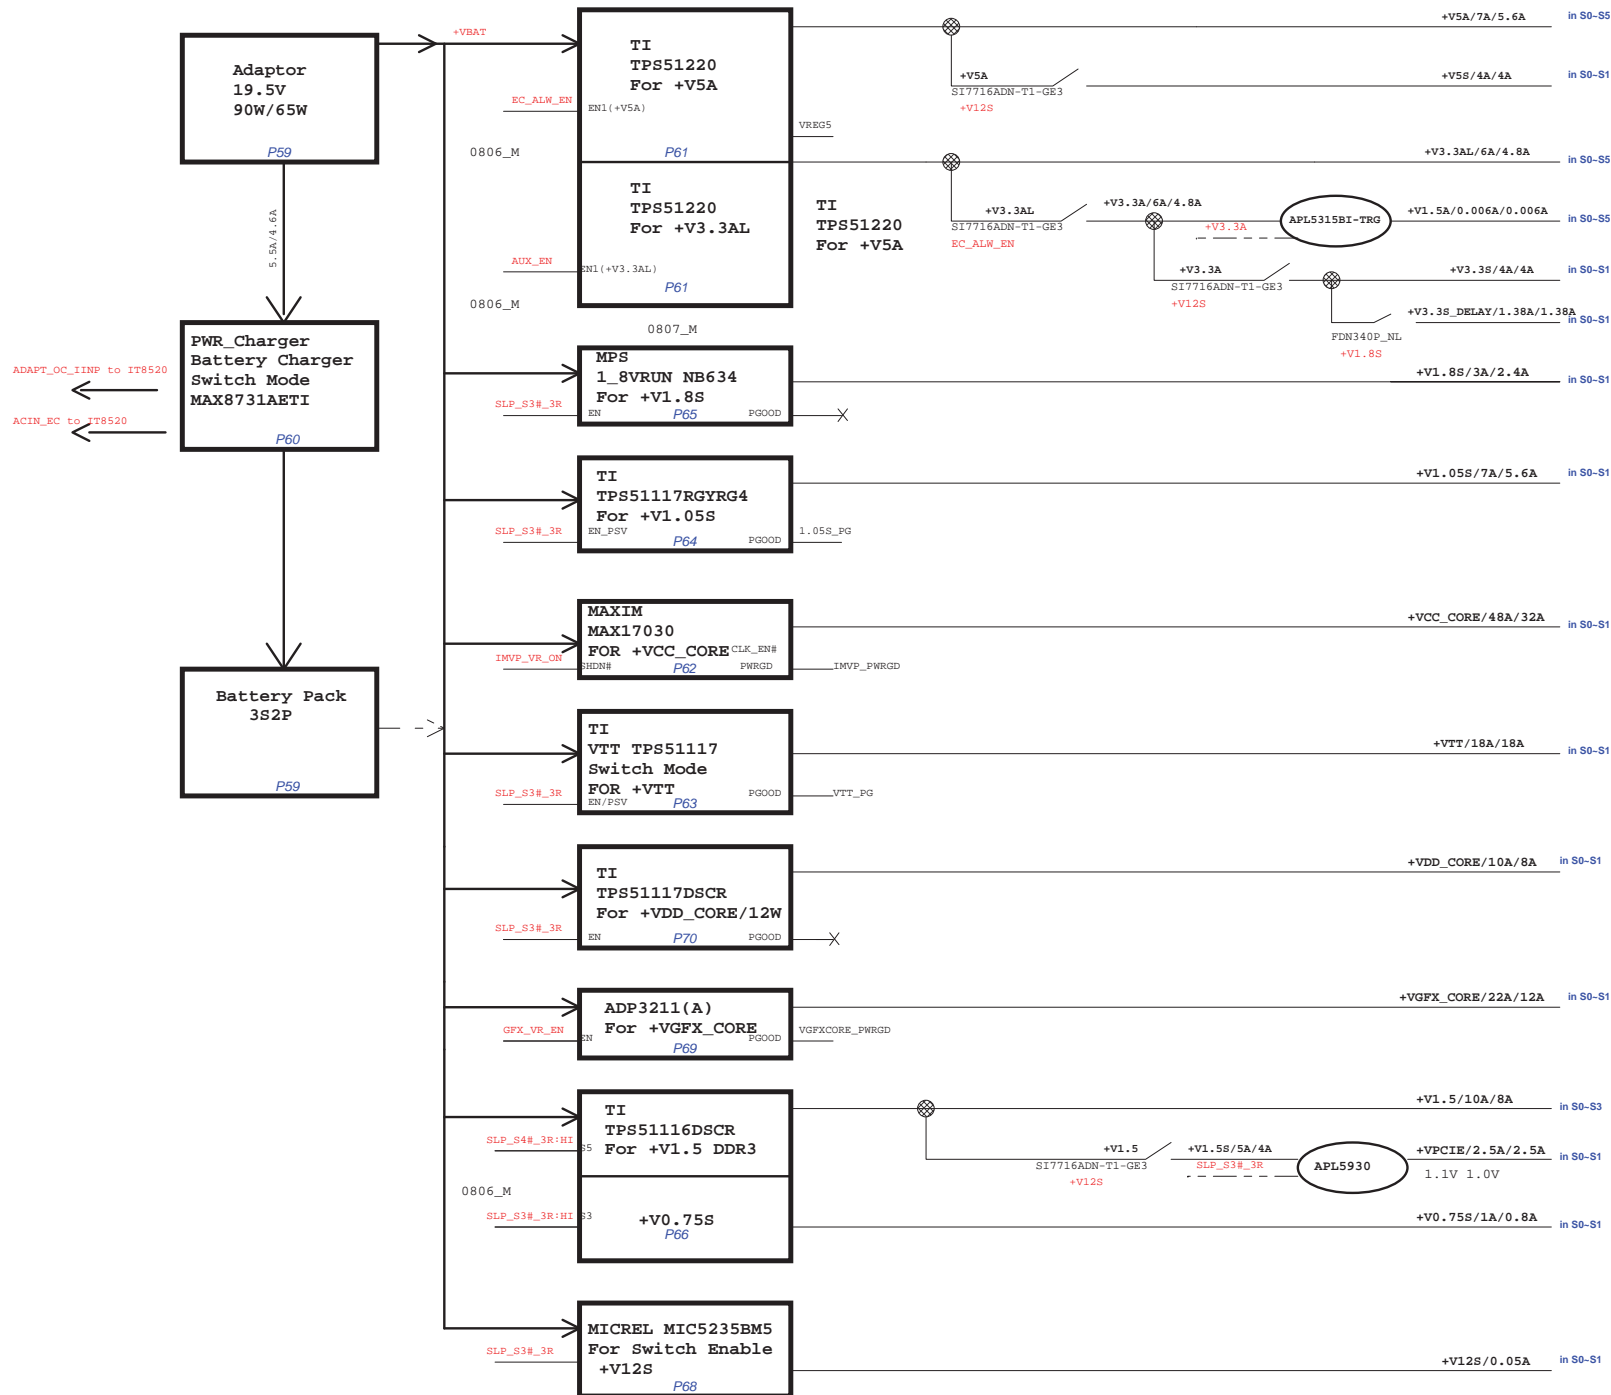 Adaptor
19.5V
90W/65W
P59
5.5A/4.6A
PWR_Charger
Battery Charger
Switch Mode
MAX8731AETI
P60
ADAPT_OC_IINP to IT8520
ACIN_EC to IT8520
Battery Pack
3S2P
P59
+VBAT
TI
TPS51220
For +V5A
EC_ALW_EN
EN1(+V5A)
VREG5
0806_M
P61
TI
TPS51220
For +V3.3AL
AUX_EN
EN1(+V3.3AL)
P61
0806_M
TI
TPS51220
For +V5A
0807_M
+V5A/7A/5.6A
in S0~S5
+V5A
SI7716ADN-T1-GE3
+V12S
+V5S/4A/4A
in S0~S1
+V3.3AL/6A/4.8A
in S0~S5
+V3.3AL
SI7716ADN-T1-GE3
EC_ALW_EN
+V3.3A/6A/4.8A
+V3.3A
APL5315BI-TRG
+V1.5A/0.006A/0.006A
in S0~S5
+V3.3A
SI7716ADN-T1-GE3
+V12S
+V3.3S/4A/4A
in S0~S1
FDN340P_NL
+V1.8S
+V3.3S_DELAY/1.38A/1.38A
in S0~S1
MPS
1_8VRUN NB634
For +V1.8S
SLP_S3#_3R
EN
P65
PGOOD
+V1.8S/3A/2.4A
in S0~S1
TI
TPS51117RGYRG4
For +V1.05S
SLP_S3#_3R
EN_PSV
P64
PGOOD
1.05S_PG
+V1.05S/7A/5.6A
in S0~S1
MAXIM
MAX17030
FOR +VCC_CORE
CLK_EN#
IMVP_VR_ON
SHDN#
P62
PWRGD
IMVP_PWRGD
+VCC_CORE/48A/32A
in S0~S1
TI
VTT TPS51117
Switch Mode
FOR +VTT
SLP_S3#_3R
EN/PSV
P63
PGOOD
VTT_PG
+VTT/18A/18A
in S0~S1
TI
TPS51117DSCR
For +VDD_CORE/12W
SLP_S3#_3R
EN
P70
PGOOD
+VDD_CORE/10A/8A
in S0~S1
ADP3211(A)
For +VGFX_CORE
GFX_VR_EN
EN
P69
PGOOD
VGFXCORE_PWRGD
+VGFX_CORE/22A/12A
in S0~S1
TI
TPS51116DSCR
For +V1.5 DDR3
SLP_S4#_3R:HI
S5
+V1.5/10A/8A
in S0~S3
+V1.5
SI7716ADN-T1-GE3
+V12S
+V1.5S/5A/4A
SLP_S3#_3R
APL5930
+VPCIE/2.5A/2.5A
1.1V 1.0V
in S0~S1
0806_M
SLP_S3#_3R:HI
S3
+V0.75S
P66
+V0.75S/1A/0.8A
in S0~S1
MICREL MIC5235BM5
For Switch Enable
+V12S
SLP_S3#_3R
P68
+V12S/0.05A
in S0~S1